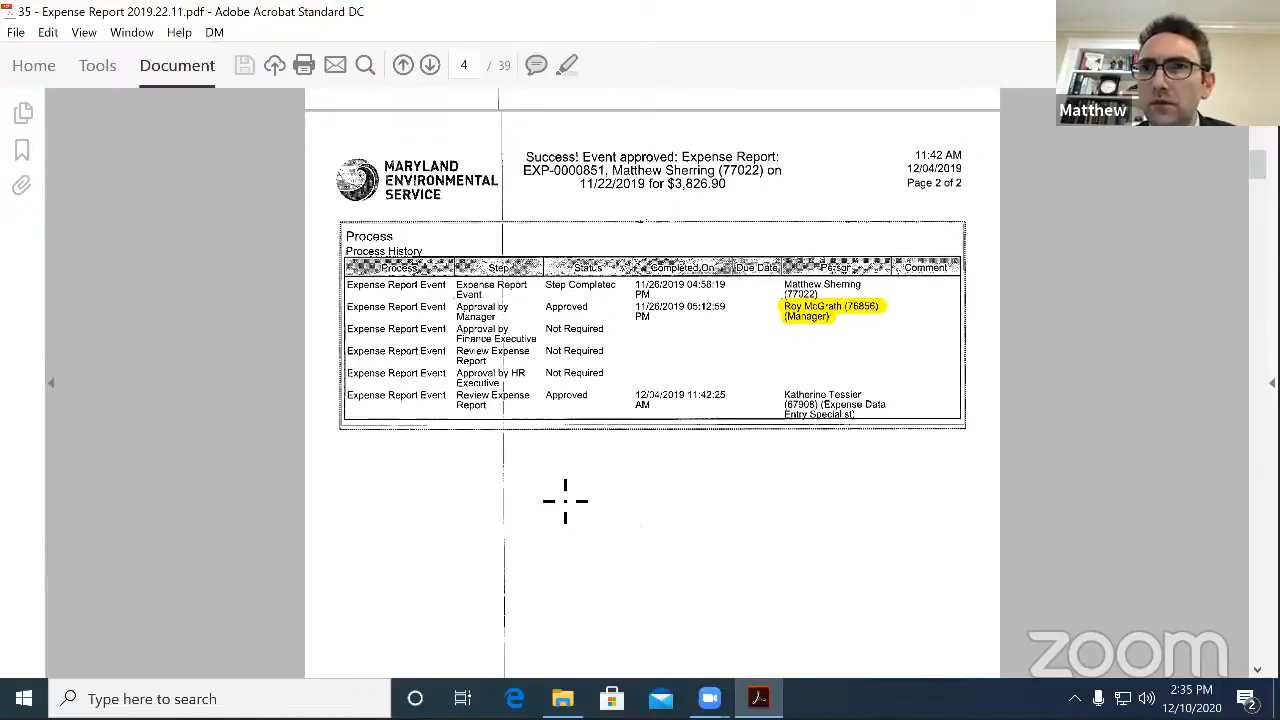 35 - Expense Report 2019.22.11.pdf - Adobe Acrobat Standard DC
File Edit View Window Help DM
Home Tools Document 4 / 39
Matthew
MARYLAND
ENVIRONMENTAL
SERVICE
Success! Event approved: Expense Report:
EXP-0000851, Matthew Sherring (77022) on
11/22/2019 for $3,826.90
11:42 AM
12/04/2019
Page 2 of 2
Process
Process History
Process Step Status Completed On Due Date Person Comment
Expense Report Event Expense Report Step Completed 11/26/2019 04:58:19 Matthew Sherring
Event PM (77022)
Expense Report Event Approval by Approved 11/26/2019 05:12:59 Roy McGrath (76856)
Manager PM (Manager)
Expense Report Event Approval by Not Required
Finance Executive
Expense Report Event Review Expense Not Required
Report
Expense Report Event Approval by HR Not Required
Executive
Expense Report Event Review Expense Approved 12/04/2019 11:42:25 Katherine Tessier
Report AM (67908) (Expense Data
Entry Specialist)
zoom
Type here to search
2:35 PM
12/10/2020
2